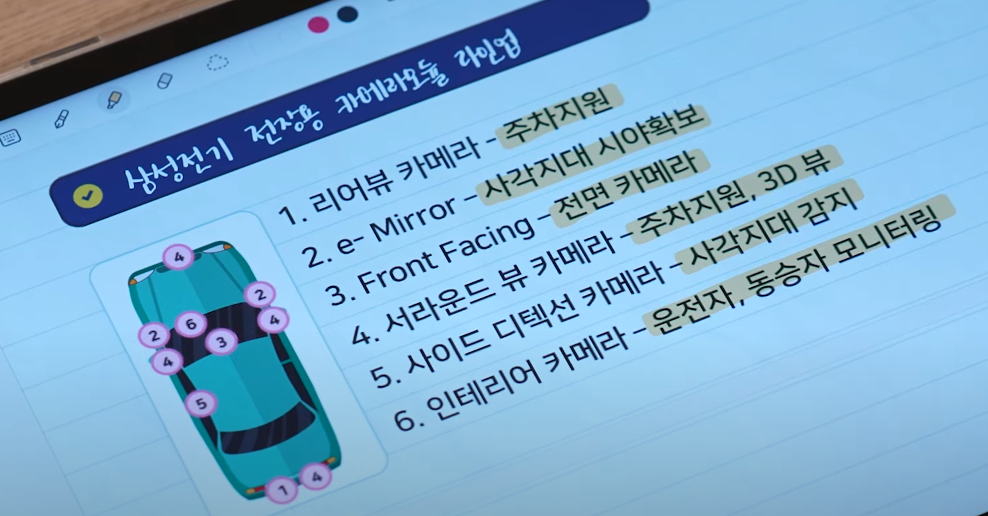 삼성전기 전장용 카메라모듈 라인업
1. 리어뷰 카메라 - 주차지원
2. e- Mirror - 사각지대 시야확보
3. Front Facing - 전면 카메라
4. 서라운드 뷰 카메라 - 주차지원, 3D 뷰
5. 사이드 디텍션 카메라 - 사각지대 감지
6. 인테리어 카메라 - 운전자, 동승자 모니터링
4
2
2 6 4
4 3
5
1 4